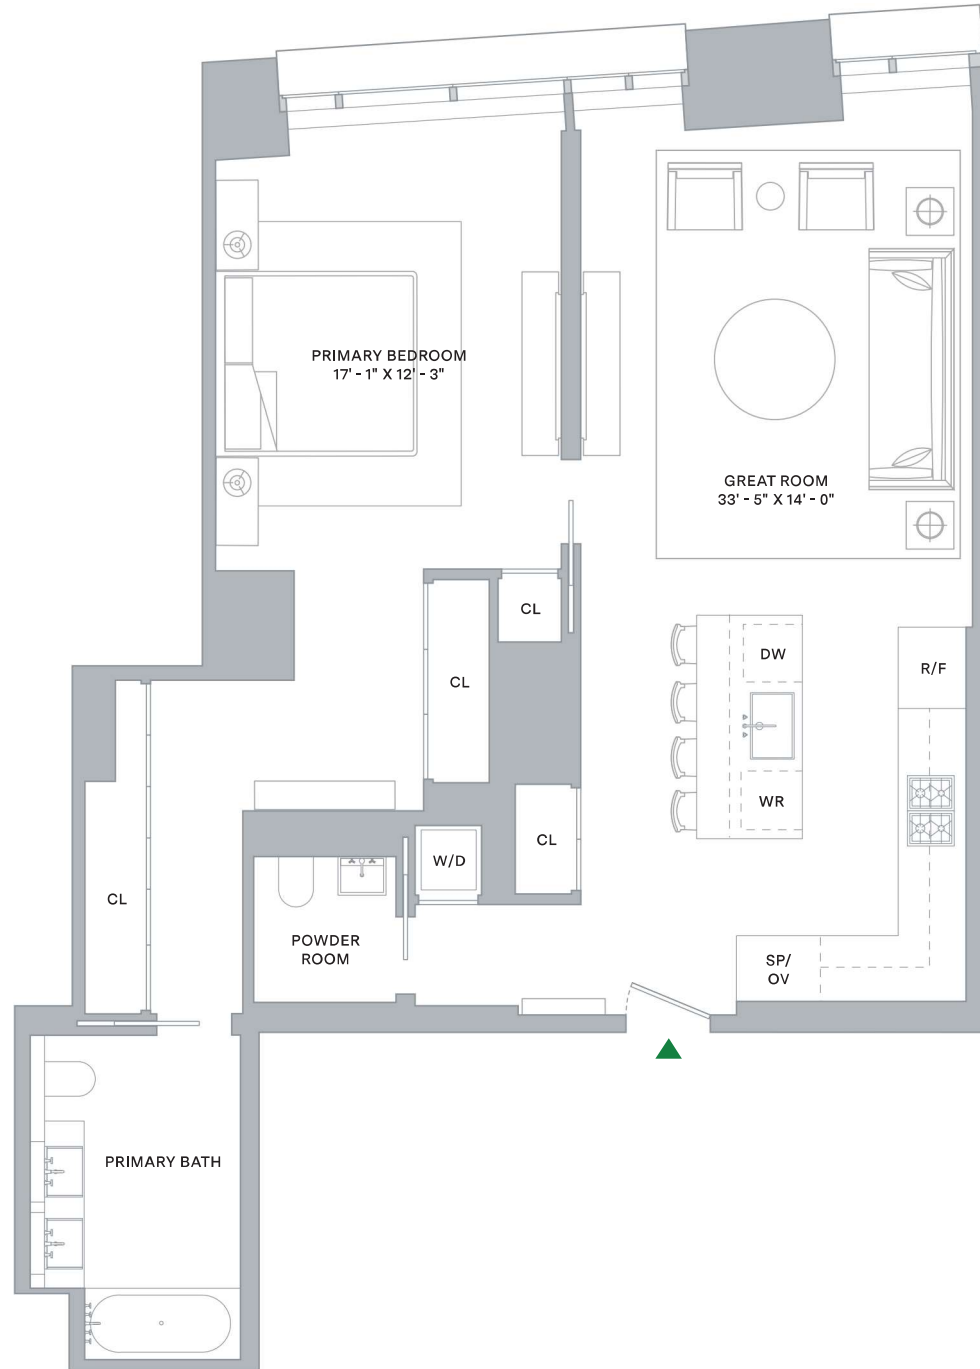 PRIMARY BEDROOM
17' - 1" X 12' - 3"
GREAT ROOM
33' - 5" X 14' - 0"
CL
CL
DW
R/F
WR
CL
W/D
CL
POWDER
ROOM
SP/
OV
PRIMARY BATH